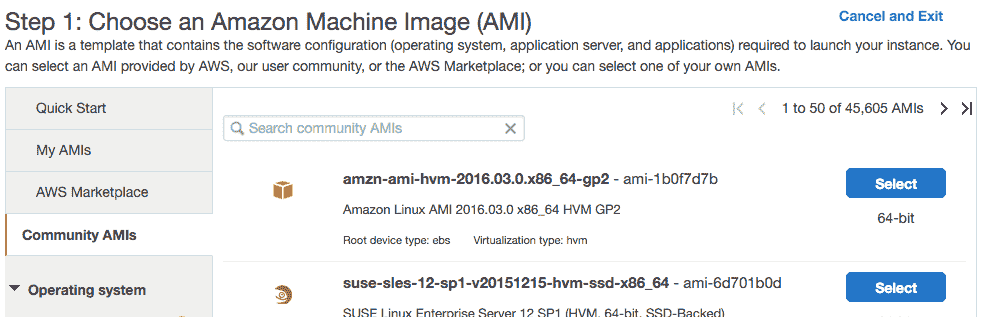 Step 1: Choose an Amazon Machine Image (AMI)
Cancel and Exit
An AMI is a template that contains the software configuration (operating system, application server, and applications) required to launch your instance. You
can select an AMI provided by AWS, our user community, or the AWS Marketplace; or you can select one of your own AMIs.
Quick Start
My AMIs
AWS Marketplace
Community AMIs
Operating system
Search community AMIs
1 to 50 of 45,605 AMIs
amzn-ami-hvm-2016.03.0.x86_64-gp2 - ami-1b0f7d7b
Select
Amazon Linux AMI 2016.03.0 x86_64 HVM GP2
64-bit
Root device type: ebs Virtualization type: hvm
suse-sles-12-sp1-v20151215-hvm-ssd-x86_64 - ami-6d701b0d
Select
SUSE Linux Enterprise Server 12 SP1 (HVM, 64-bit, SSD-Backed)